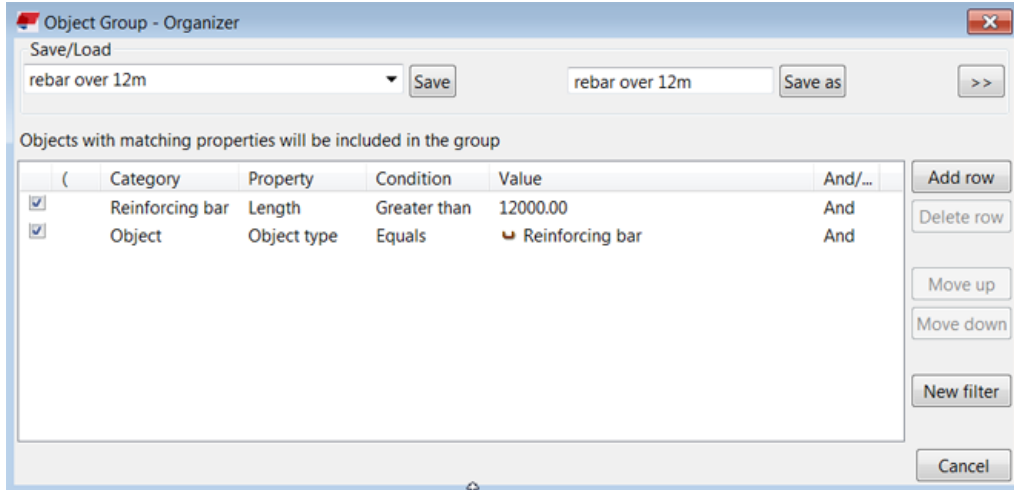 Object Group - Organizer
Save/Load
rebar over 12m Save rebar over 12m Save as >>
Objects with matching properties will be included in the group
( Category Property Condition Value And/... Add row
Reinforcing bar Length Greater than 12000.00 And
Delete row
Object Object type Equals Reinforcing bar And
Move up
Move down
New filter
Cancel